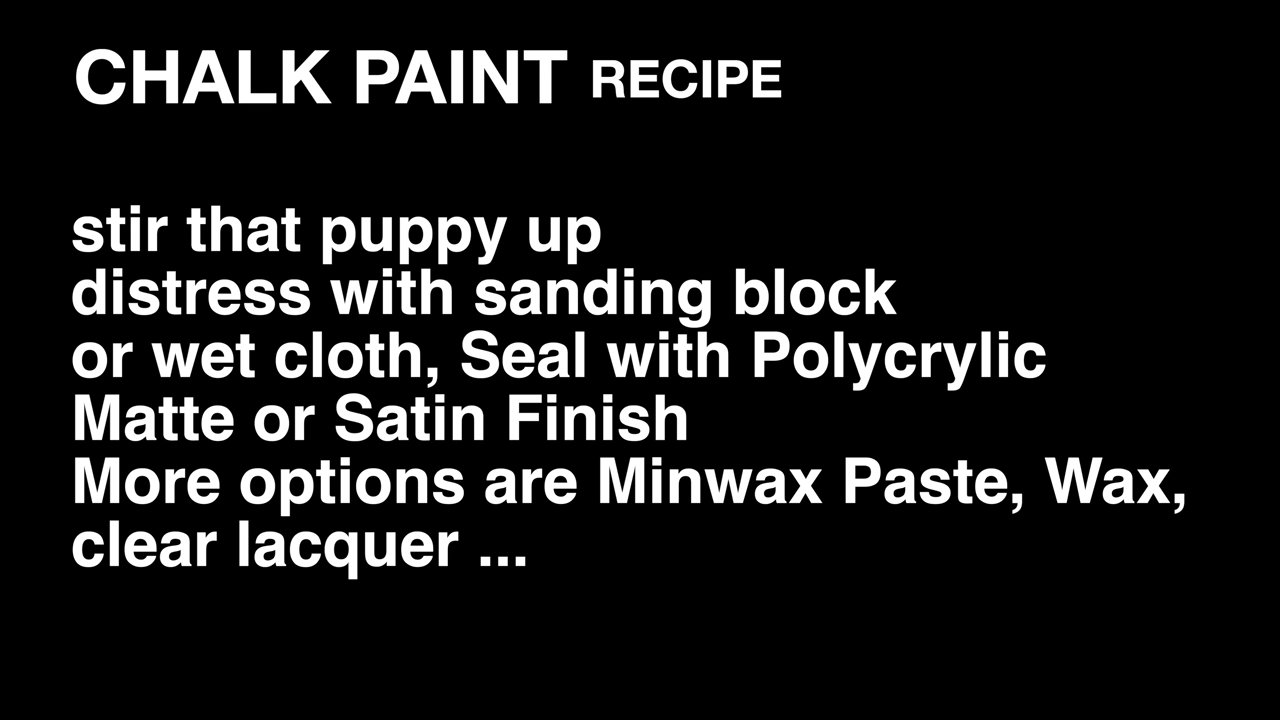 CHALK PAINT RECIPE
stir that puppy up
distress with sanding block
or wet cloth, Seal with Polycrylic
Matte or Satin Finish
More options are Minwax Paste, Wax,
clear lacquer ...